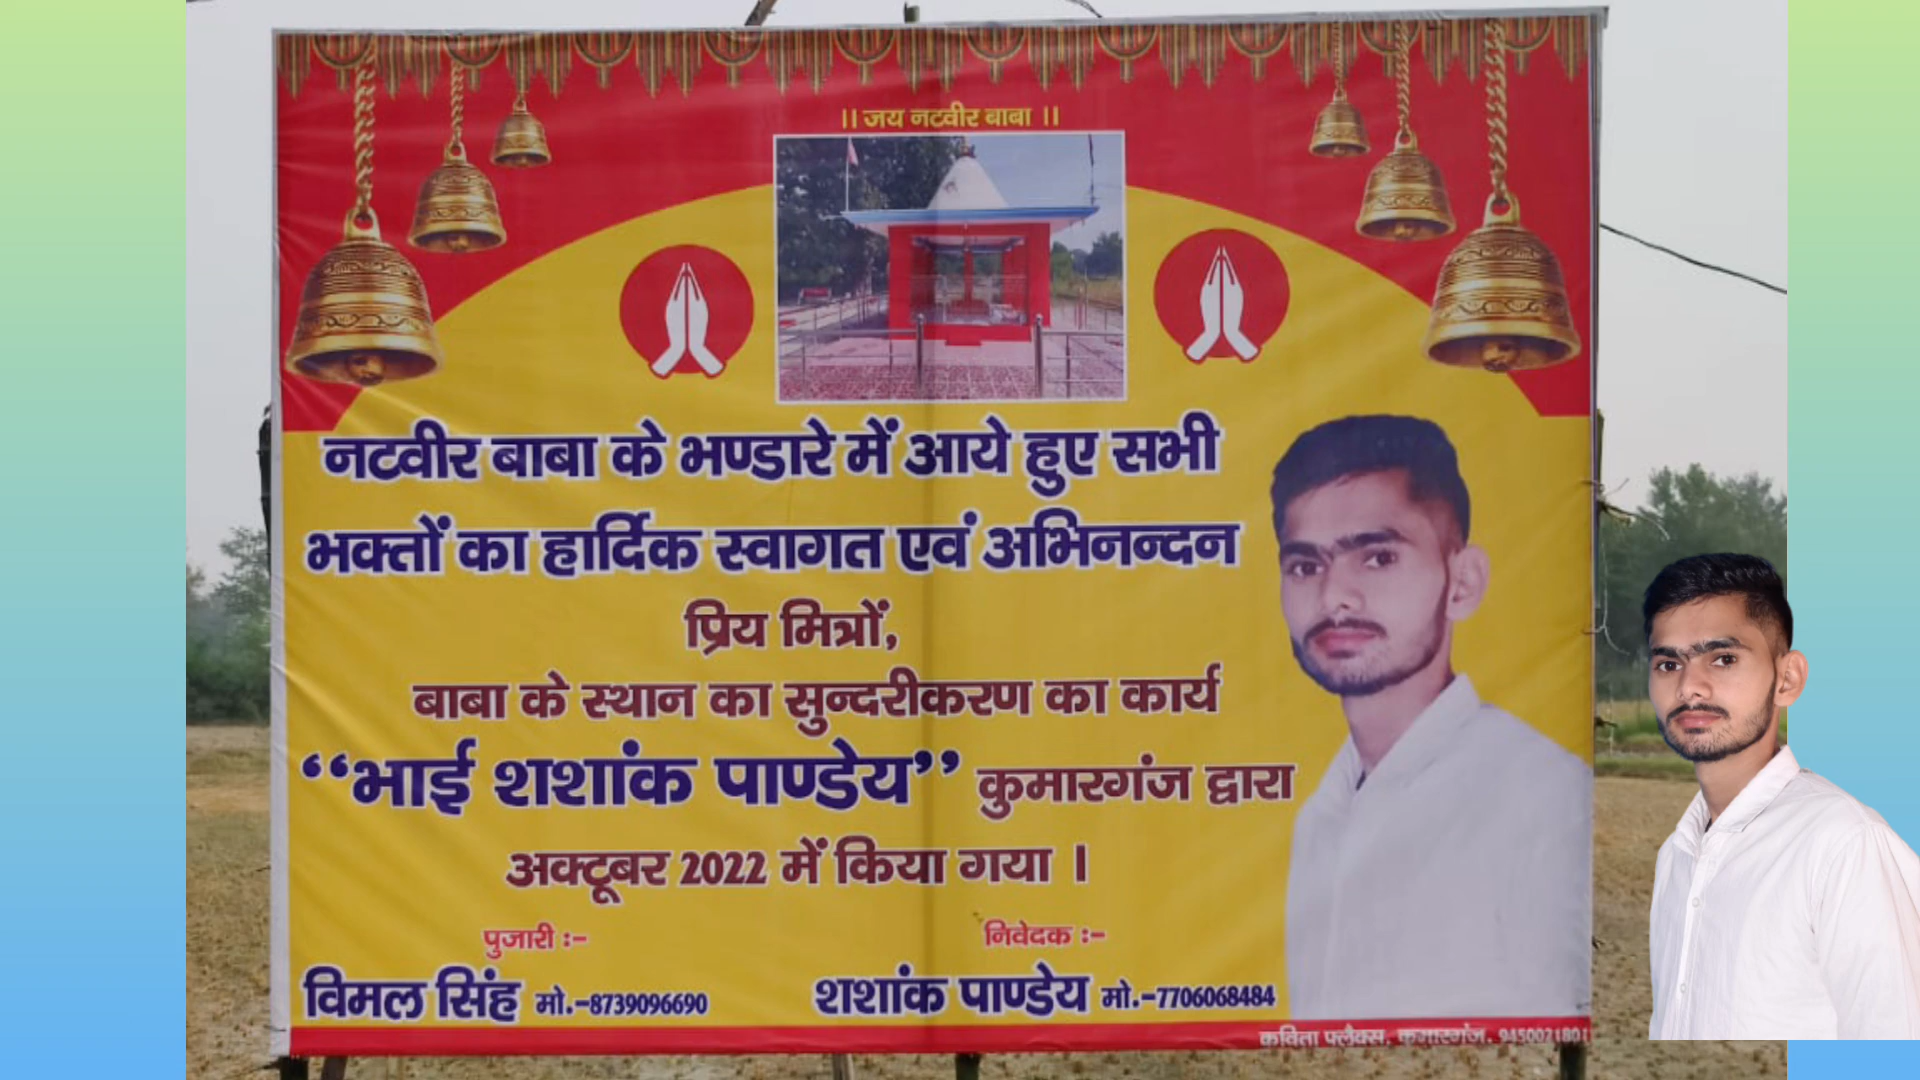 ।। जय नटवीर बाबा ।।
नटवीर बाबा के भण्डारे में आये हुए सभी
भक्तों का हार्दिक स्वागत एवं अभिनन्दन
प्रिय मित्रों,
बाबा के स्थान का सुन्दरीकरण का कार्य
“भाई शशांक पाण्डेय” कुमारगंज द्वारा
अक्टूबर 2022 में किया गया ।
पुजारी :-
विमल सिंह मो.-8739096690
निवेदक :-
शशांक पाण्डेय मो.-7706068484
कविता फ्लैक्स, कुमारगंज. 9450021801